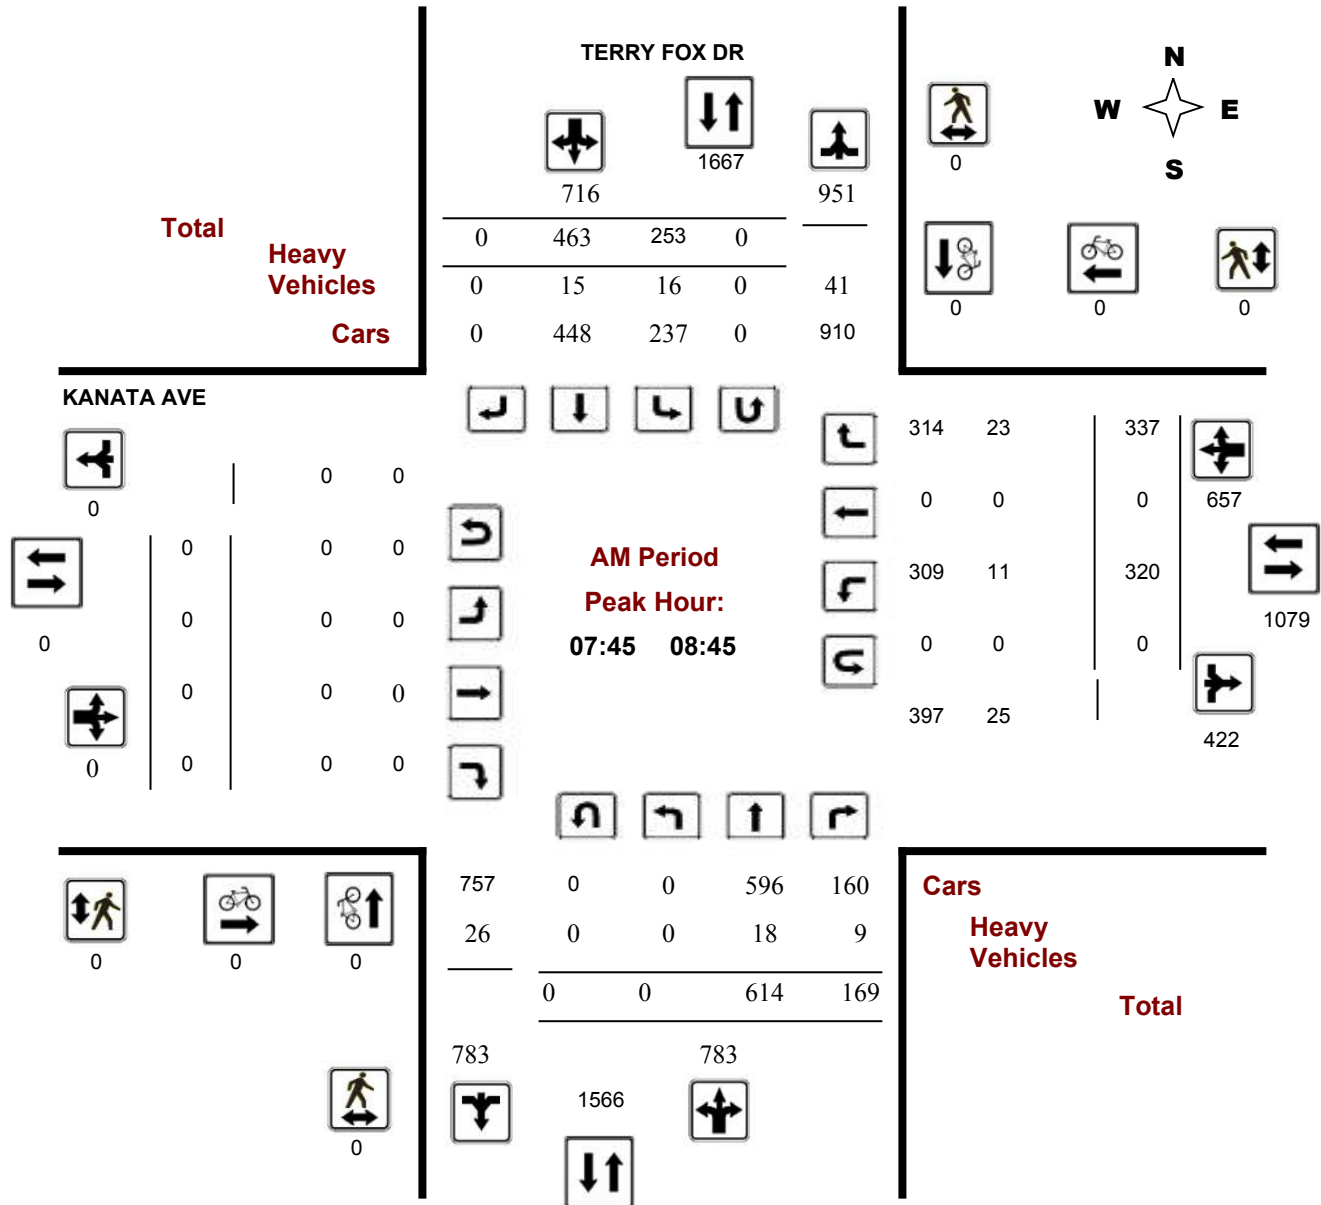 TERRY FOX DR
N
W E
S
1667
0
716 951
Total
0 463 253 0
Heavy
Vehicles
0 15 16 0 41
0 0 0
Cars
0 448 237 0 910
KANATA AVE
314 23 337
0 0
0
0 0 0
657
0 0 0
AM Period
309 11 320
Peak Hour:
0 0 0
1079
0
07:45 08:45
0 0 0
0 0 0
397 25
422
0
0 0 0
757 0 0 596 160
Cars
26 0 0 18 9
Heavy
Vehicles
0 0 0
0 0 614 169
Total
783 783
1566
0